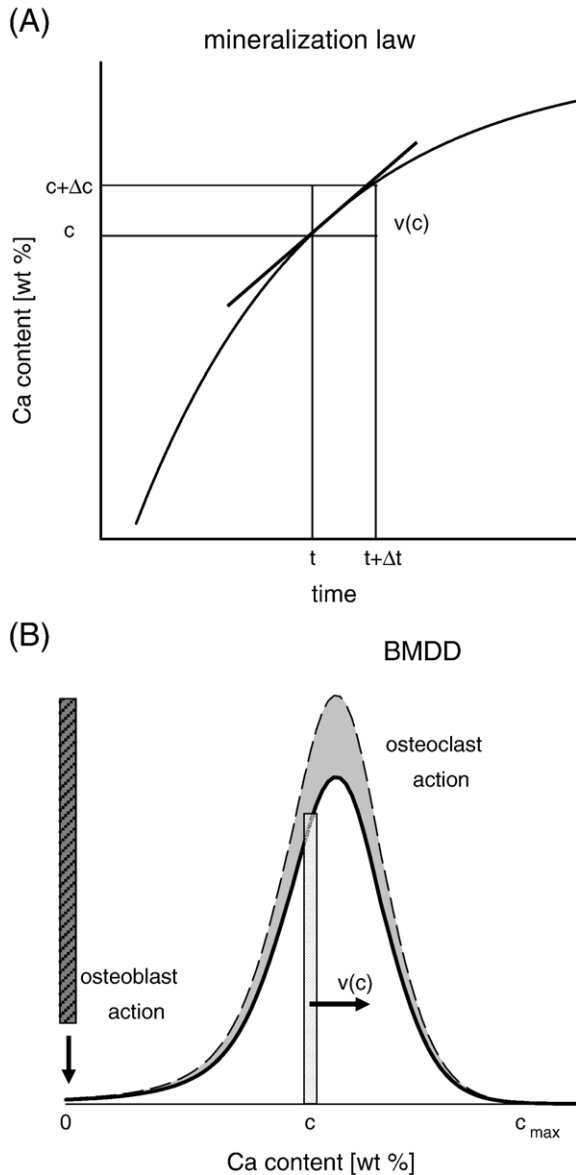 (A)
mineralization law
c+Δc
c
v(c)
Ca content [wt %]
t
t+Δt
time
(B)
BMDD
osteoclast
action
osteoblast
action
v(c)
0
c
c max
Ca content [wt %]